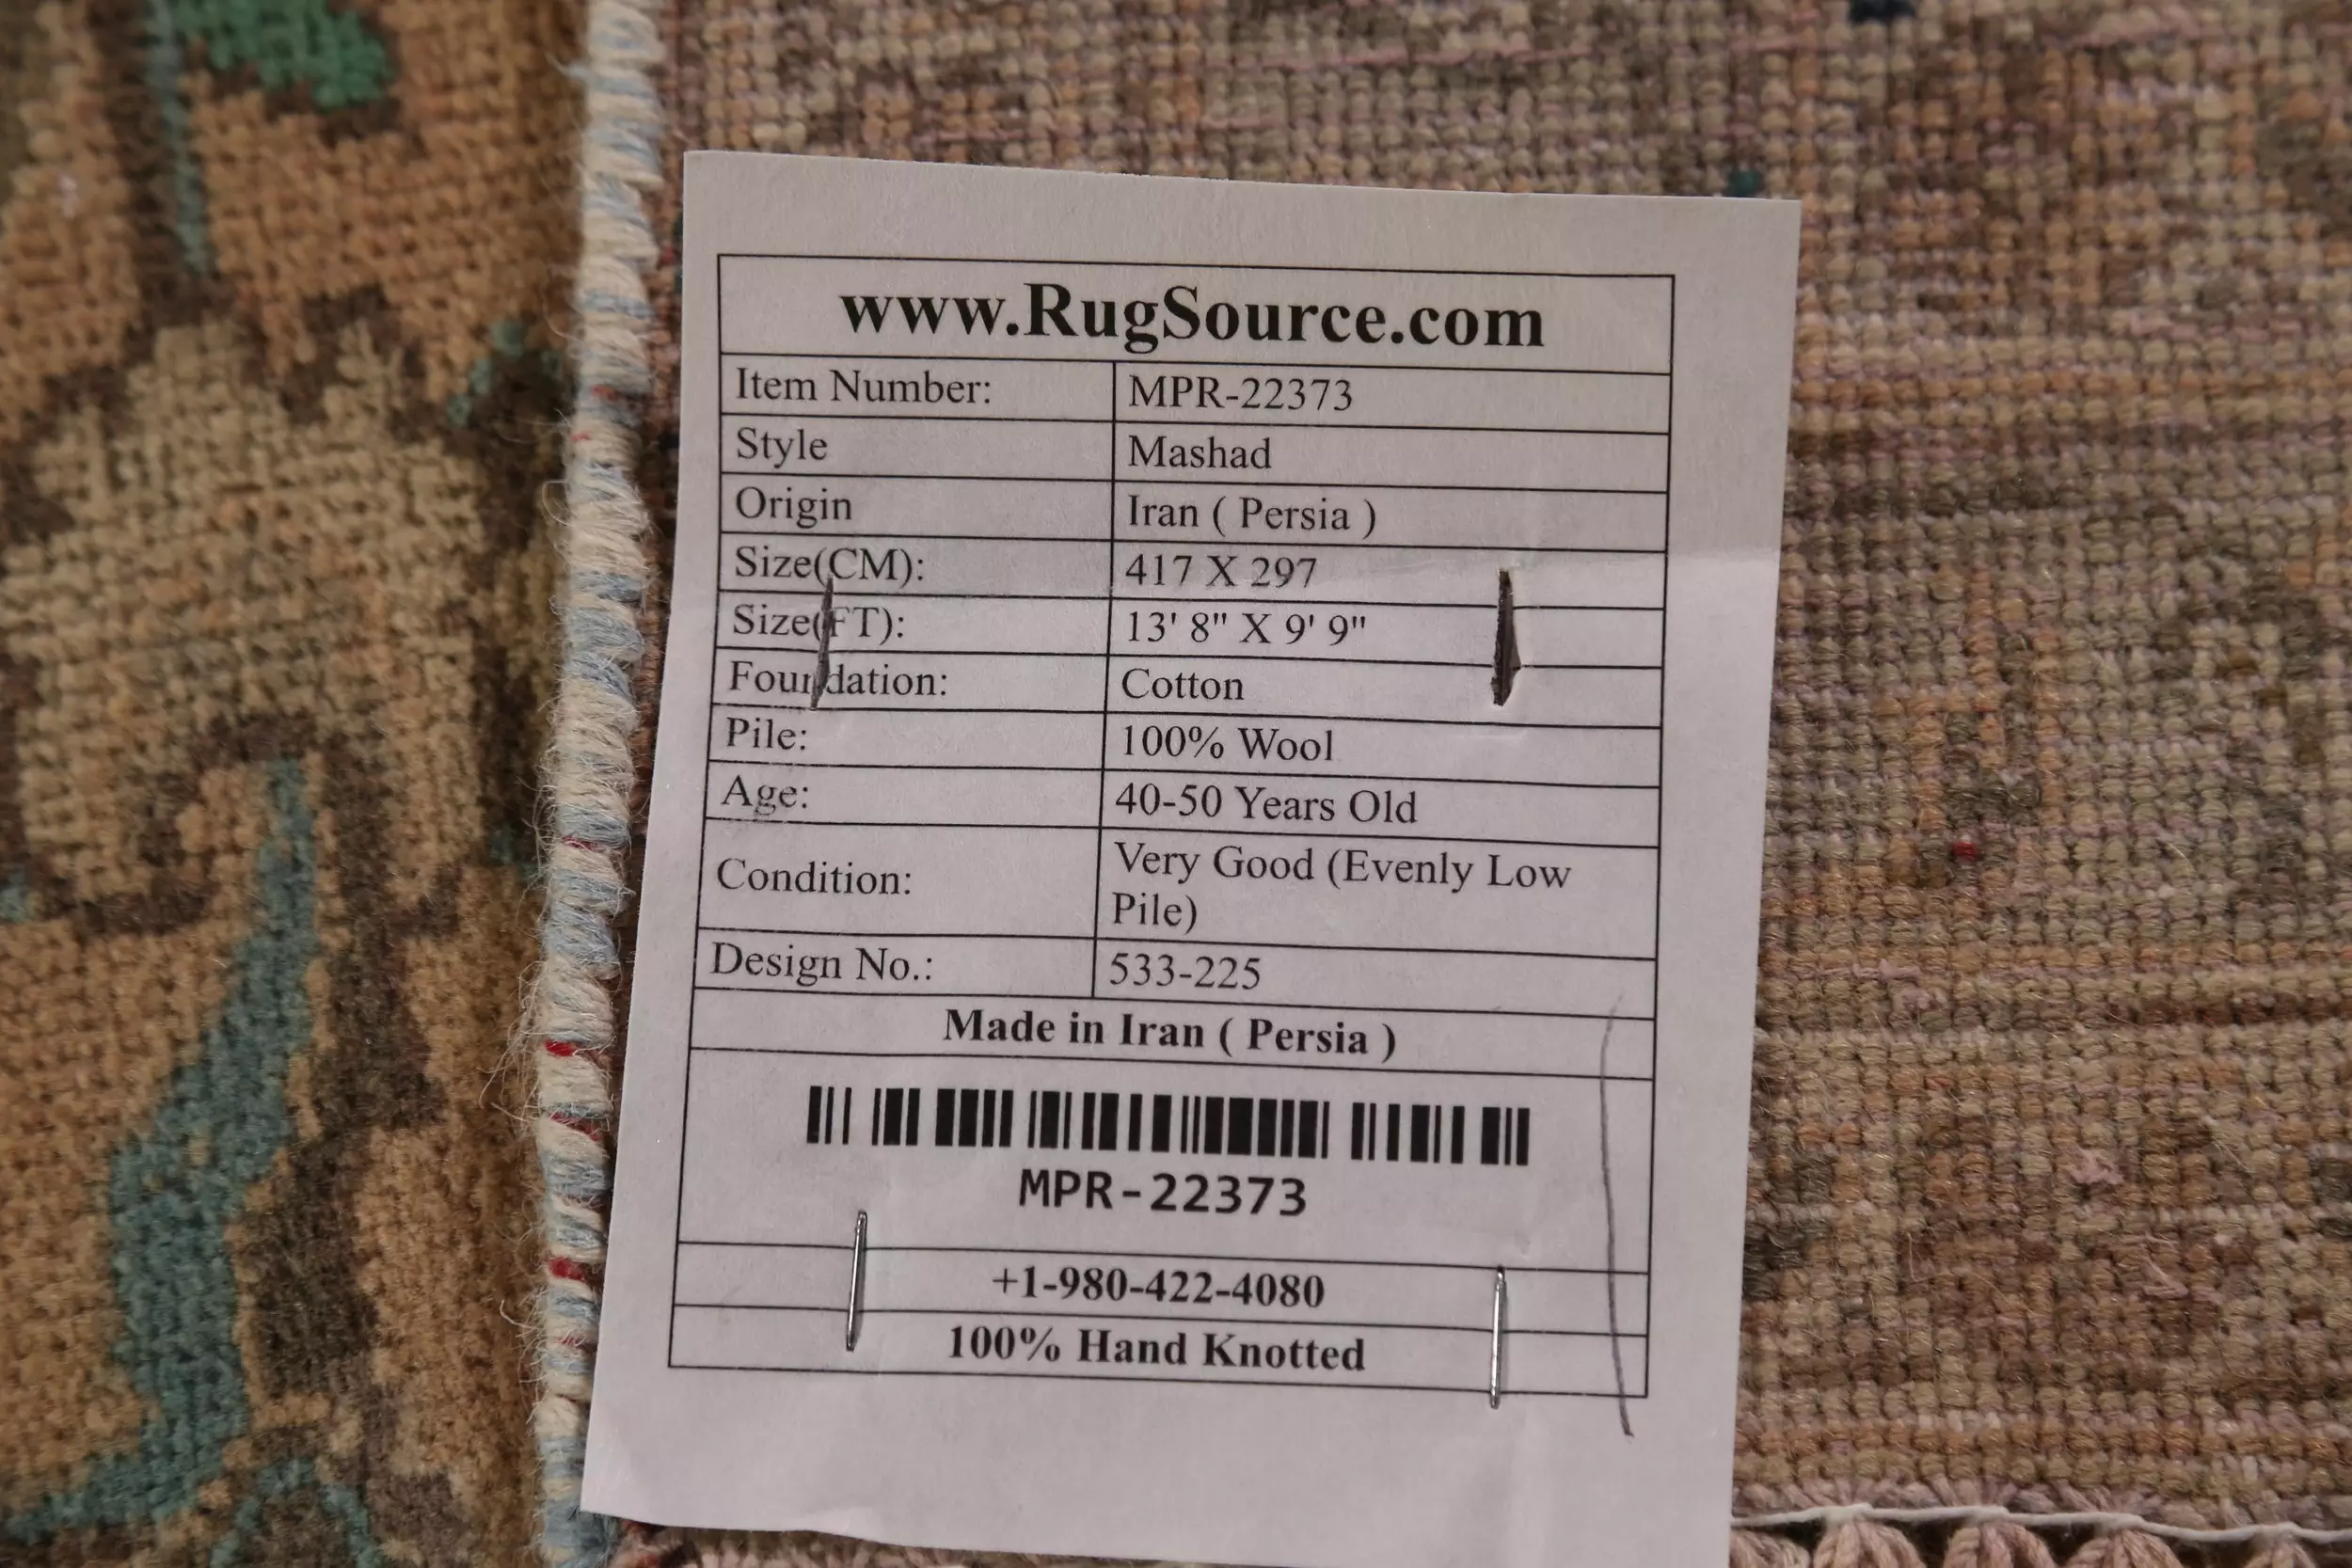 www.RugSource.com
Item Number: MPR-22373
Style Mashad
Origin Iran ( Persia )
Size(CM): 417 X 297
Size(FT): 13' 8" X 9' 9"
Foundation: Cotton
Pile: 100% Wool
Age: 40-50 Years Old
Condition: Very Good (Evenly Low
Pile)
Design No.: 533-225
Made in Iran ( Persia )
MPR-22373
+1-980-422-4080
100% Hand Knotted